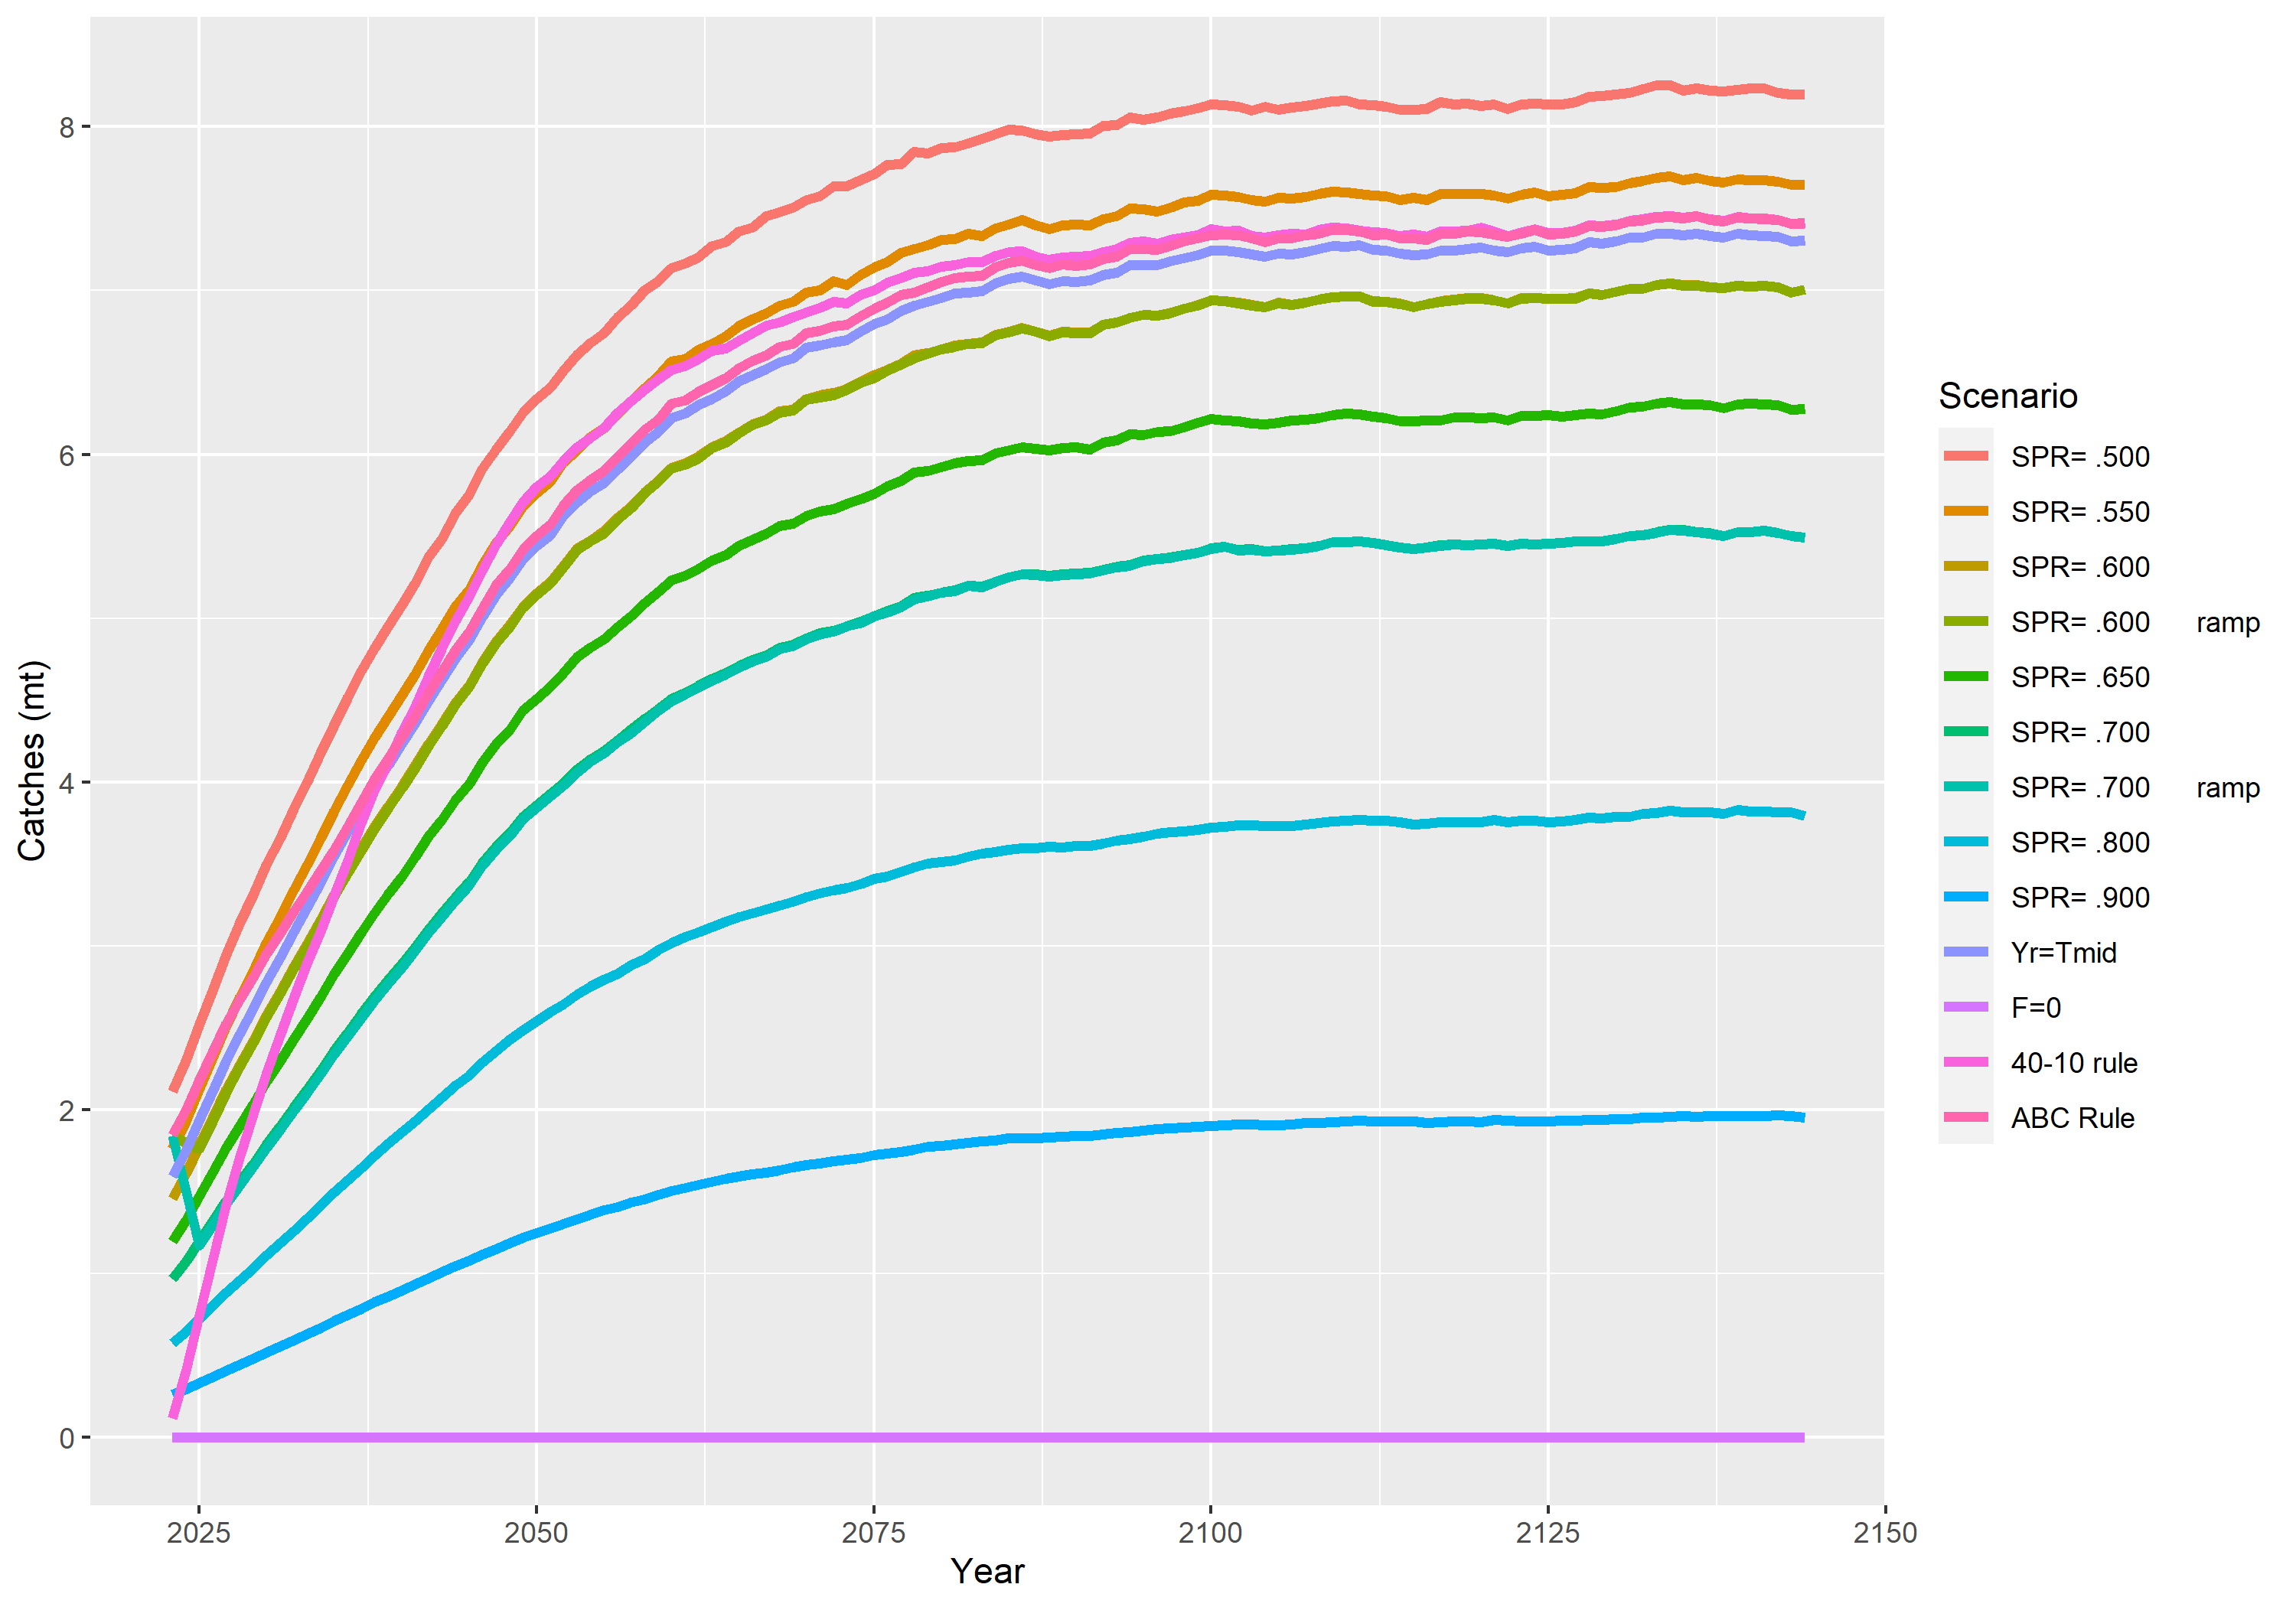 Catches (mt)
8
6
4
2
0
2025
2050
2075
2100
2125
2150
Year
Scenario
SPR= .500
SPR= .550
SPR= .600
SPR= .600 ramp
SPR= .650
SPR= .700
SPR= .700 ramp
SPR= .800
SPR= .900
Yr=Tmid
F=0
40-10 rule
ABC Rule